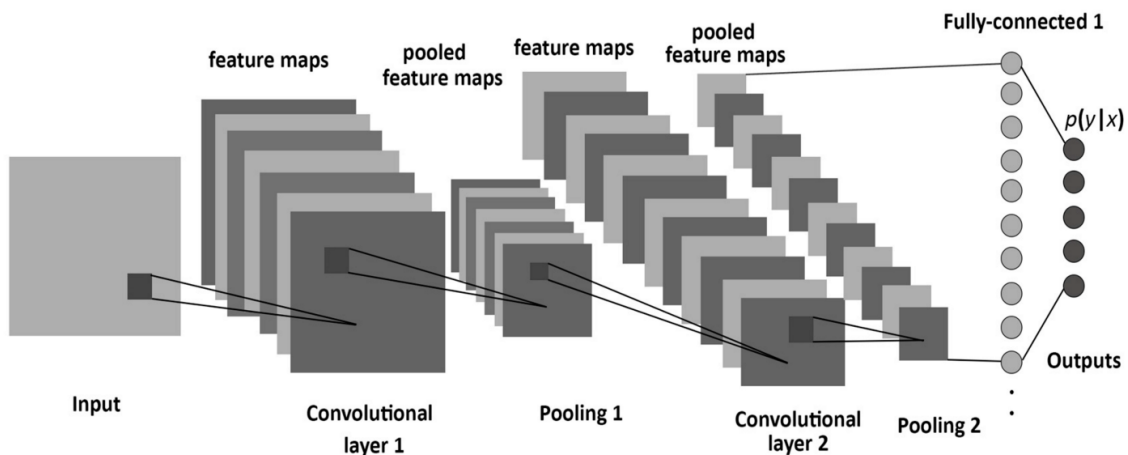 Fully-connected 1
feature maps
pooled
feature maps
feature maps
pooled
feature maps
p(y|x)
Input
Convolutional
layer 1
Pooling 1
Convolutional
layer 2
Pooling 2
Outputs